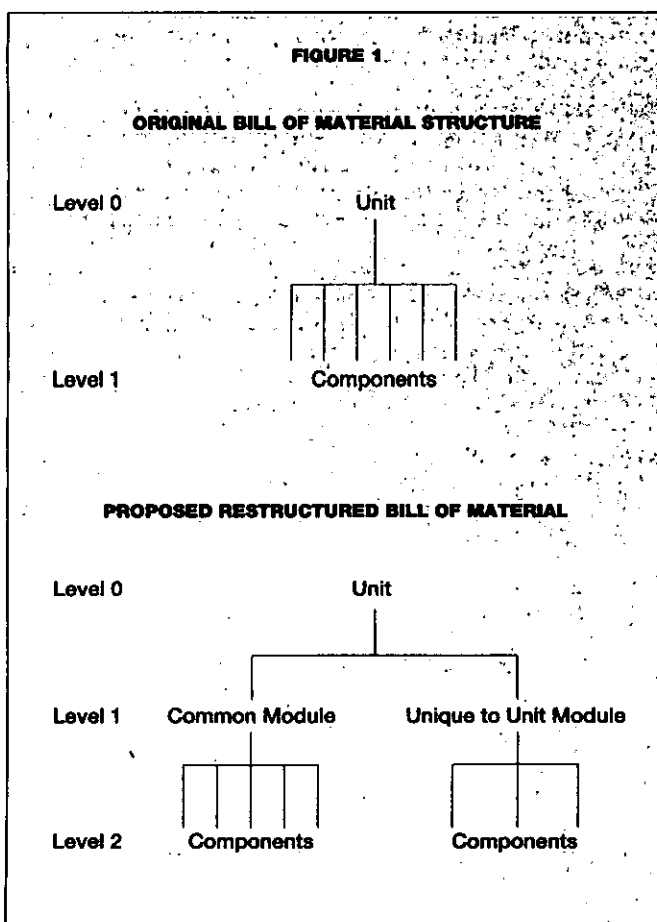 FIGURE 1
ORIGINAL BILL OF MATERIAL STRUCTURE
Level 0 Unit
Level 1 Components
PROPOSED RESTRUCTURED BILL OF MATERIAL
Level 0 Unit
Level 1 Common Module Unique to Unit Module
Level 2 Components Components